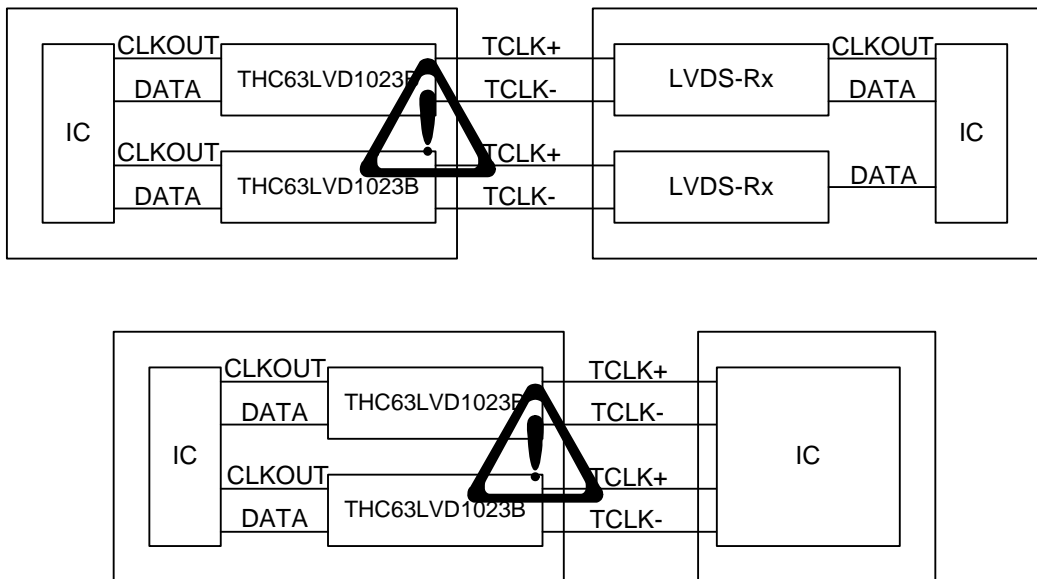 CLKOUT TCLK+ CLKOUT
THC63LVD1023B LVDS-Rx
DATA TCLK- DATA
IC IC
CLKOUT TCLK+
THC63LVD1023B LVDS-Rx DATA
DATA TCLK-
CLKOUT TCLK+
THC63LVD1023B
DATA TCLK-
IC IC
CLKOUT TCLK+
THC63LVD1023B
DATA TCLK-